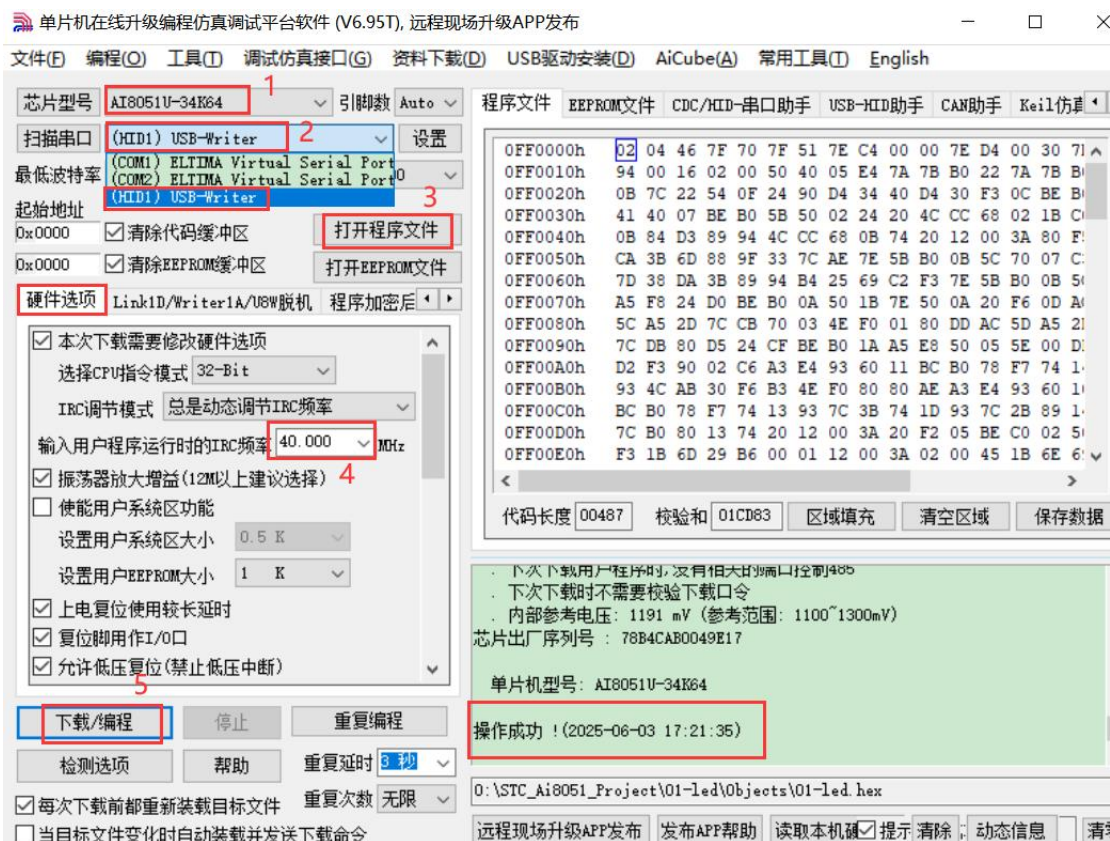 单片机在线升级编程仿真调试平台软件 (V6.95T), 远程现场升级APP发布
文件(F) 编程(O) 工具(T) 调试仿真接口(G) 资料下载(D) USB驱动安装(D) AiCube(A) 常用工具(T) English
1
芯片型号 AI8051U-34K64 引脚数 Auto
扫描串口 (HID1) USB-Writer 2 设置
(COM1) ELTIMA Virtual Serial Port
最低波特率 (COM2) ELTIMA Virtual Serial Port
(HID1) USB-Writer
3
起始地址
0x0000 清除代码缓冲区 打开程序文件
0x0000 清除EEPROM缓冲区 打开EEPROM文件
硬件选项 Link1D/Writer1A/U8W脱机 程序加密后
本次下载需要修改硬件选项
选择CPU指令模式 32-Bit
IRC调节模式 总是动态调节IRC频率
输入用户程序运行时的IRC频率 40.000 MHz
4
振荡器放大增益(12M以上建议选择)
使能用户系统区功能
设置用户系统区大小 0.5 K
设置用户EEPROM大小 1 K
上电复位使用较长延时
复位脚用作I/O口
允许低压复位(禁止低压中断)
5
下载/编程 停止 重复编程
检测选项 帮助 重复延时 3 秒
每次下载前都重新装载目标文件 重复次数 无限
当目标文件变化时自动装载并发送下载命令
程序文件 EEPROM文件 CDC/HID-串口助手 USB-HID助手 CAN助手 Keil仿真
0FF0000h 02 04 46 7F 70 7F 51 7E C4 00 00 7E D4 00 30
0FF0010h 94 00 16 02 00 50 40 05 E4 7A 7B B0 22 7A 7B
0FF0020h 0B 7C 22 54 0F 24 90 D4 34 40 D4 30 F3 0C BE
0FF0030h 41 40 07 BE B0 5B 50 02 24 20 4C CC 68 02 1B
0FF0040h 0B 84 D3 89 94 4C CC 68 0B 74 20 12 00 3A 80
0FF0050h CA 3B 6D 88 9F 33 7C AE 7E 5B B0 0B 5C 70 07
0FF0060h 7D 38 DA 3B 89 94 B4 25 69 C2 F3 7E 5B B0 0B
0FF0070h A5 F8 24 D0 BE B0 0A 50 1B 7E 50 0A 20 F6 0D
0FF0080h 5C A5 2D 7C CB 70 03 4E F0 01 80 DD AC 5D A5
0FF0090h 7C DB 80 D5 24 CF BE B0 1A A5 E8 50 05 5E 00
0FF00A0h D2 F3 90 02 C6 A3 E4 93 60 11 BC B0 78 F7 74
0FF00B0h 93 4C AB 30 F6 B3 4E F0 80 80 AE A3 E4 93 60
0FF00C0h BC B0 78 F7 74 13 93 7C 3B 74 1D 93 7C 2B 89
0FF00D0h 7C B0 80 13 74 20 12 00 3A 20 F2 05 BE C0 02
0FF00E0h F3 1B 6D 29 B6 00 01 12 00 3A 02 00 45 1B 6E
代码长度 00487 校验和 01CD83 区域填充 清空区域 保存数据
. 下次下载用户程序时,没有相关的端口控制485
. 下次下载时不需要校验下载口令
. 内部参考电压: 1191 mV (参考范围: 1100~1300mV)
芯片出厂序列号 : 78B4CAB0049E17
单片机型号: AI8051U-34K64
操作成功 !(2025-06-03 17:21:35)
O:\STC_Ai8051_Project\01-led\Objects\01-led.hex
远程现场升级APP发布 发布APP帮助 读取本机硬 提示 清除 动态信息